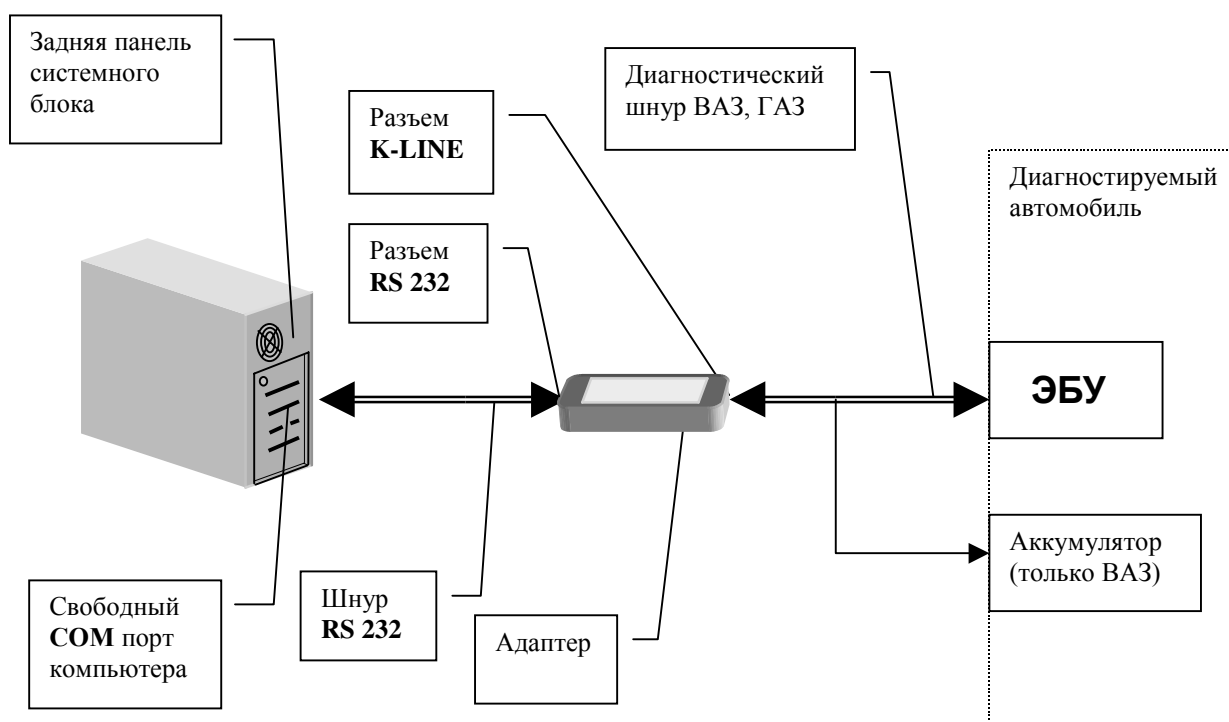 Задняя панель
системного
блока
Диагностический
шнур ВАЗ, ГАЗ
Разъем
K-LINE
Диагностируемый
автомобиль
Разъем
RS 232
ЭБУ
Аккумулятор
(только ВАЗ)
Свободный
COM порт
компьютера
Шнур
RS 232
Адаптер